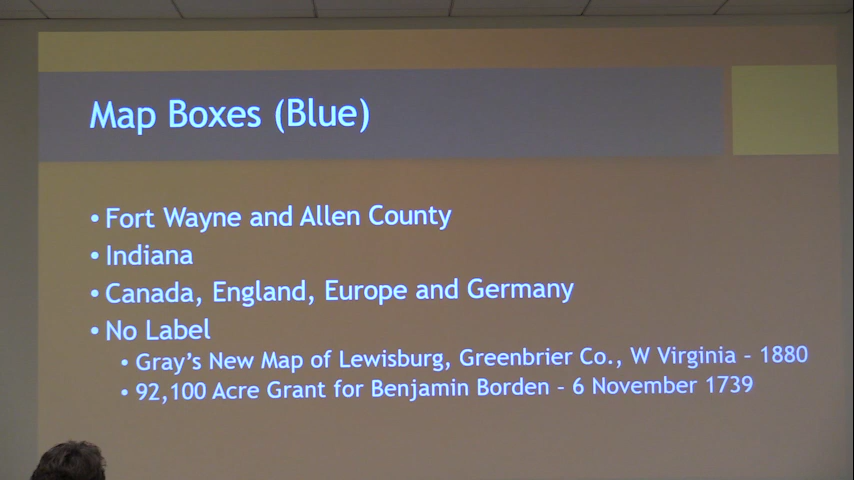 Map Boxes (Blue)
• Fort Wayne and Allen County
• Indiana
• Canada, England, Europe and Germany
• No Label
• Gray's New Map of Lewisburg, Greenbrier Co., W Virginia – 1880
• 92,100 Acre Grant for Benjamin Borden – 6 November 1739